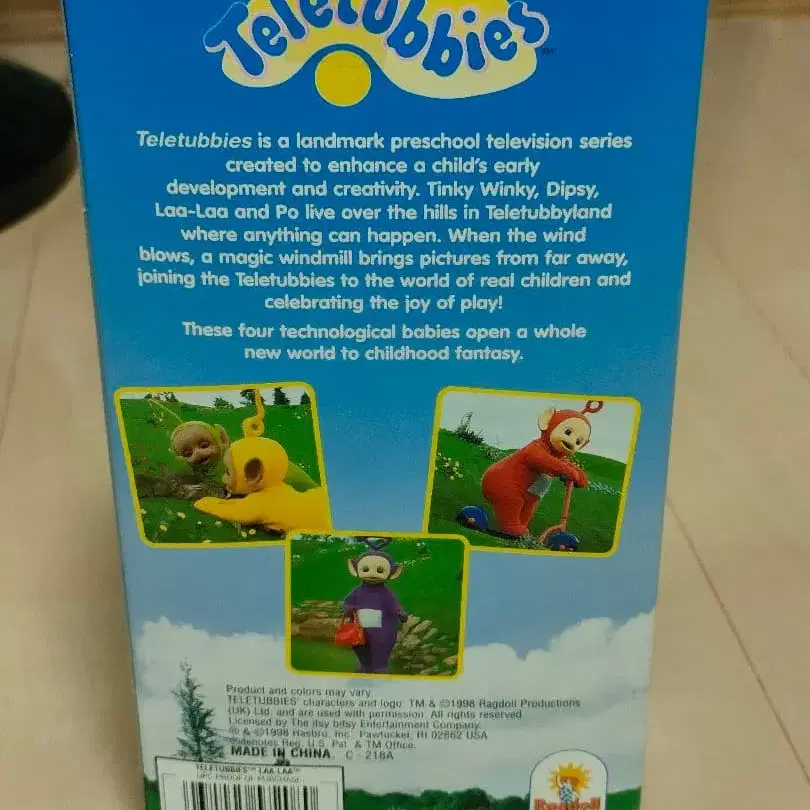 Teletubbies™
Teletubbies is a landmark preschool television series
created to enhance a child's early
development and creativity. Tinky Winky, Dipsy,
Laa-Laa and Po live over the hills in Teletubbyland
where anything can happen. When the wind
blows, a magic windmill brings pictures from far away,
joining the Teletubbies to the world of real children and
celebrating the joy of play!
These four technological babies open a whole
new world to childhood fantasy.
Product and colors may vary.
TELETUBBIES characters and logo TM & ©1998 Ragdoll Productions
(UK) Ltd. and are used with permission. All rights reserved.
Licensed by The itsy bitsy Entertainment Company
® & ©1998 Hasbro, Inc., Pawtucket, RI 02862 USA
®denotes Reg. U.S. Pat. & TM Office.
MADE IN CHINA. C-218A
TELETUBBIES™ LAA-LAA™
UPC PROOF OF PURCHASE
Ragdoll